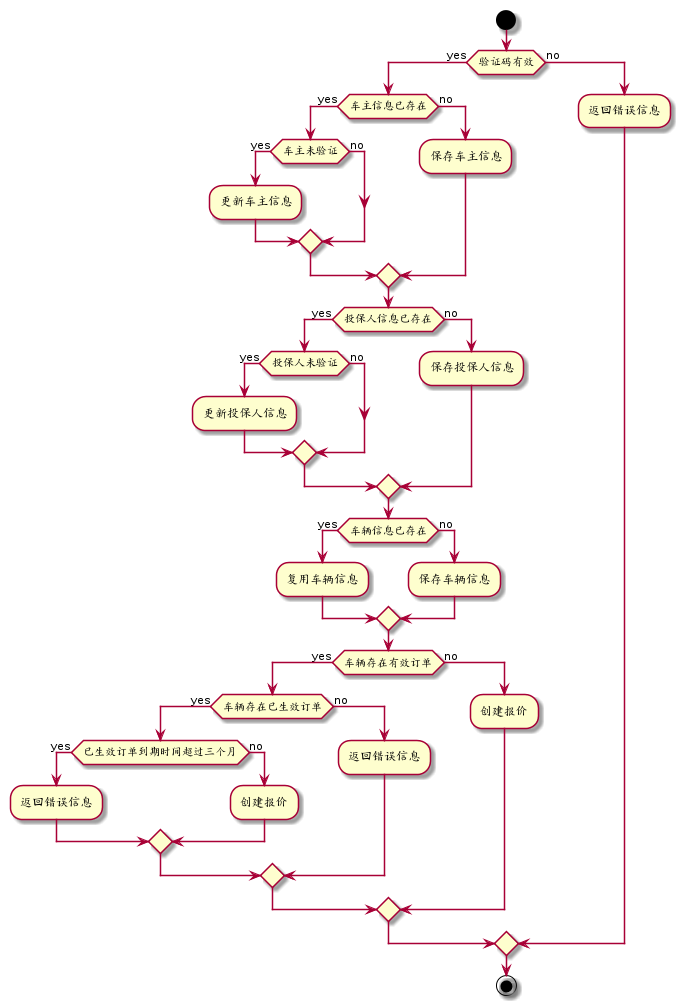 yes
验证码有效
no
yes
车主信息已存在
no
返回错误信息
yes
车主未验证
no
保存车主信息
更新车主信息
yes
投保人信息已存在
no
yes
投保人未验证
no
保存投保人信息
更新投保人信息
yes
车辆信息已存在
no
复用车辆信息
保存车辆信息
yes
车辆存在有效订单
no
yes
车辆存在已生效订单
no
创建报价
yes
已生效订单到期时间超过三个月
no
返回错误信息
返回错误信息
创建报价